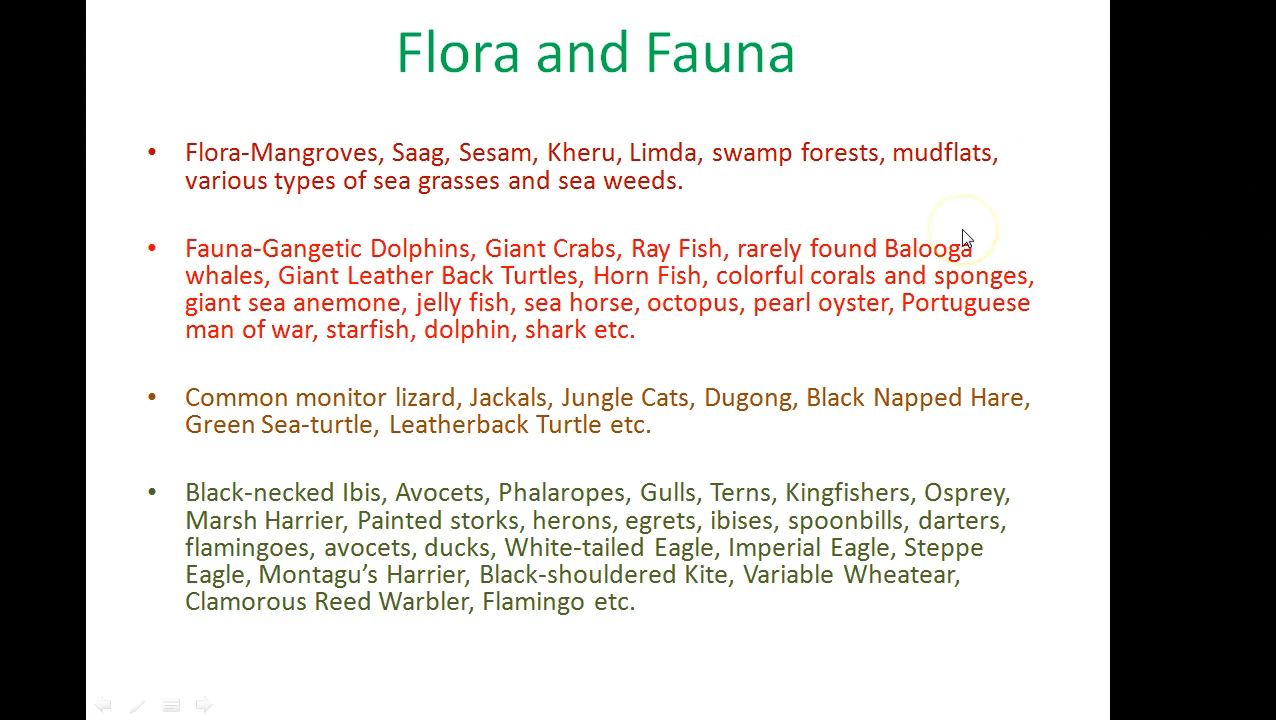 Flora and Fauna
• Flora-Mangroves, Saag, Sesam, Kheru, Limda, swamp forests, mudflats,
various types of sea grasses and sea weeds.
• Fauna-Gangetic Dolphins, Giant Crabs, Ray Fish, rarely found Balooga
whales, Giant Leather Back Turtles, Horn Fish, colorful corals and sponges,
giant sea anemone, jelly fish, sea horse, octopus, pearl oyster, Portuguese
man of war, starfish, dolphin, shark etc.
• Common monitor lizard, Jackals, Jungle Cats, Dugong, Black Napped Hare,
Green Sea-turtle, Leatherback Turtle etc.
• Black-necked Ibis, Avocets, Phalaropes, Gulls, Terns, Kingfishers, Osprey,
Marsh Harrier, Painted storks, herons, egrets, ibises, spoonbills, darters,
flamingoes, avocets, ducks, White-tailed Eagle, Imperial Eagle, Steppe
Eagle, Montagu’s Harrier, Black-shouldered Kite, Variable Wheatear,
Clamorous Reed Warbler, Flamingo etc.